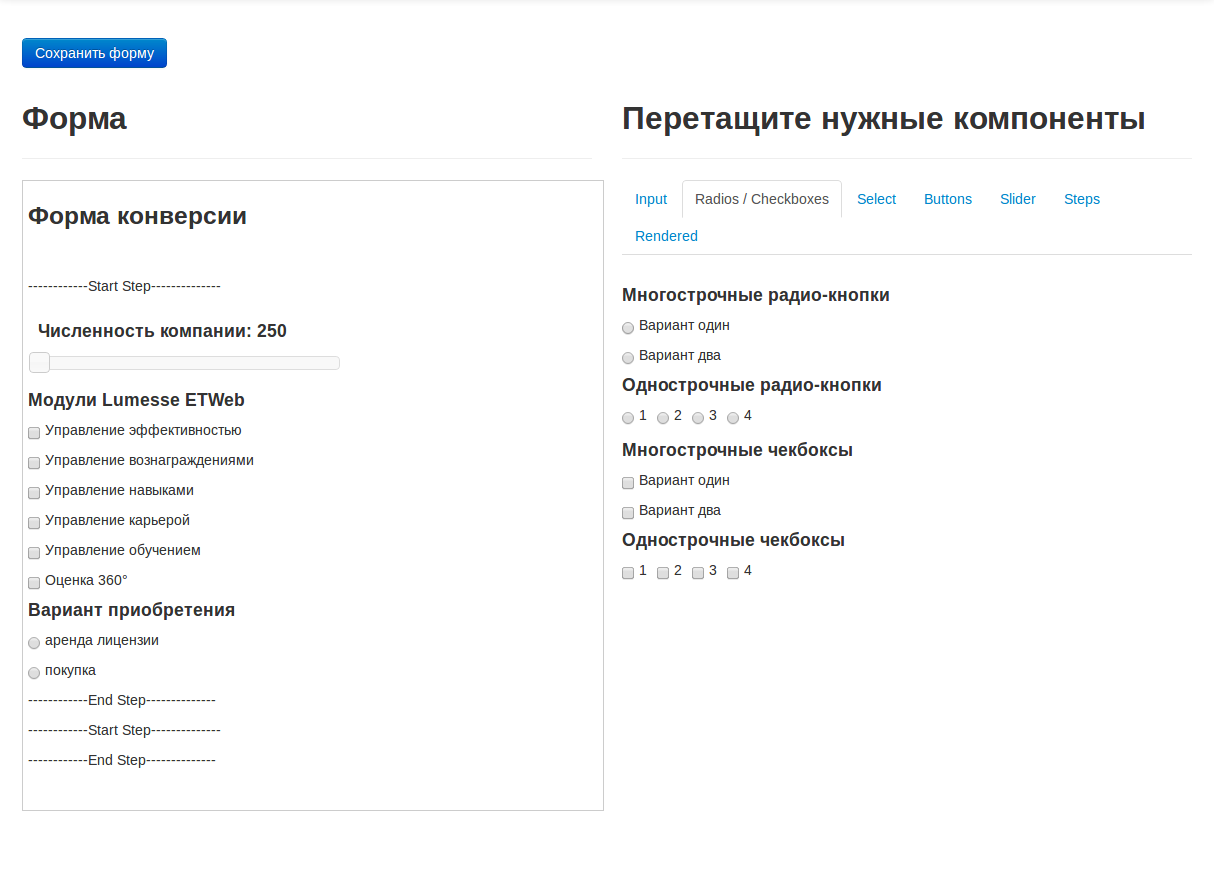 Сохранить форму
Форма
Форма конверсии
------------Start Step--------------
Численность компании: 250
Модули Lumesse ETWeb
Управление эффективностью
Управление вознаграждениями
Управление навыками
Управление карьерой
Управление обучением
Оценка 360°
Вариант приобретения
аренда лицензии
покупка
------------End Step--------------
------------Start Step--------------
------------End Step--------------
Перетащите нужные компоненты
Input Radios / Checkboxes Select Buttons Slider Steps
Rendered
Многострочные радио-кнопки
Вариант один
Вариант два
Однострочные радио-кнопки
1 2 3 4
Многострочные чекбоксы
Вариант один
Вариант два
Однострочные чекбоксы
1 2 3 4